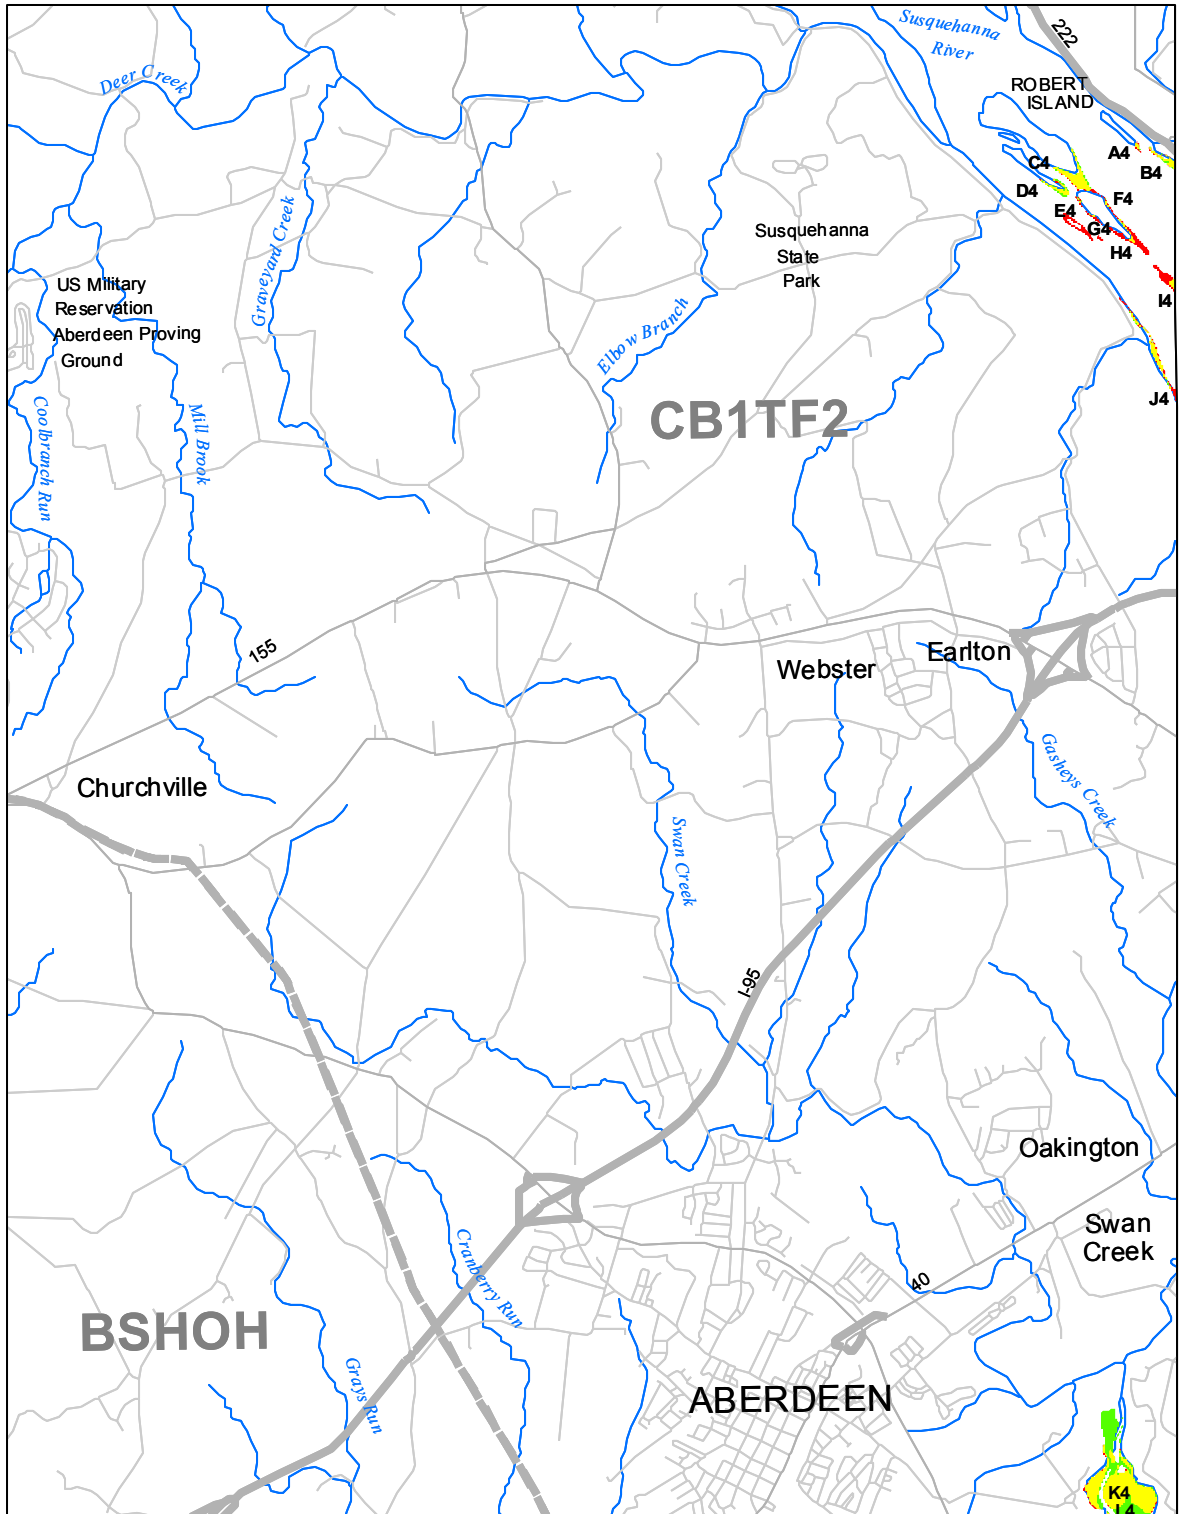 Susquehanna
River
222
Deer Creek
ROBERT
ISLAND
A4
B4
C4
D4
E4
F4
G4
H4
I4
J4
Graveyard Creek
Susquehanna
State
Park
US Military
Reservation
Aberdeen Proving
Ground
Elbow Branch
Coolbranch Run
Mill Brook
CB1TF2
155
Webster
Earlton
Churchville
Gasheys Creek
Swan Creek
I-95
Oakington
Swan
Creek
Cranberry Run
40
BSHOH
Grays Run
ABERDEEN
K4
L4